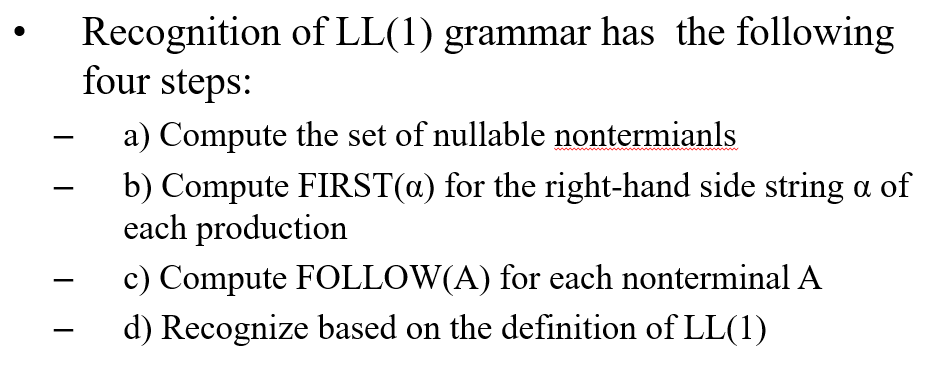 • Recognition of LL(1) grammar has the following
four steps:
– a) Compute the set of nullable nontermianls
– b) Compute FIRST(α) for the right-hand side string α of
each production
– c) Compute FOLLOW(A) for each nonterminal A
– d) Recognize based on the definition of LL(1)